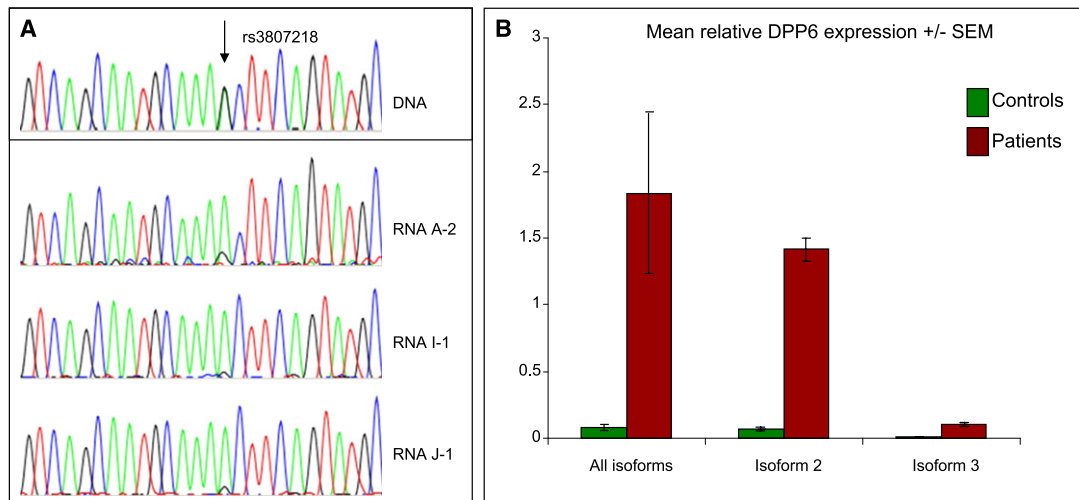 A
rs3807218
DNA
RNA A-2
RNA I-1
RNA J-1
B
Mean relative DPP6 expression +/- SEM
3
2.5
2
1.5
1
0.5
0
Controls
Patients
All isoforms
Isoform 2
Isoform 3